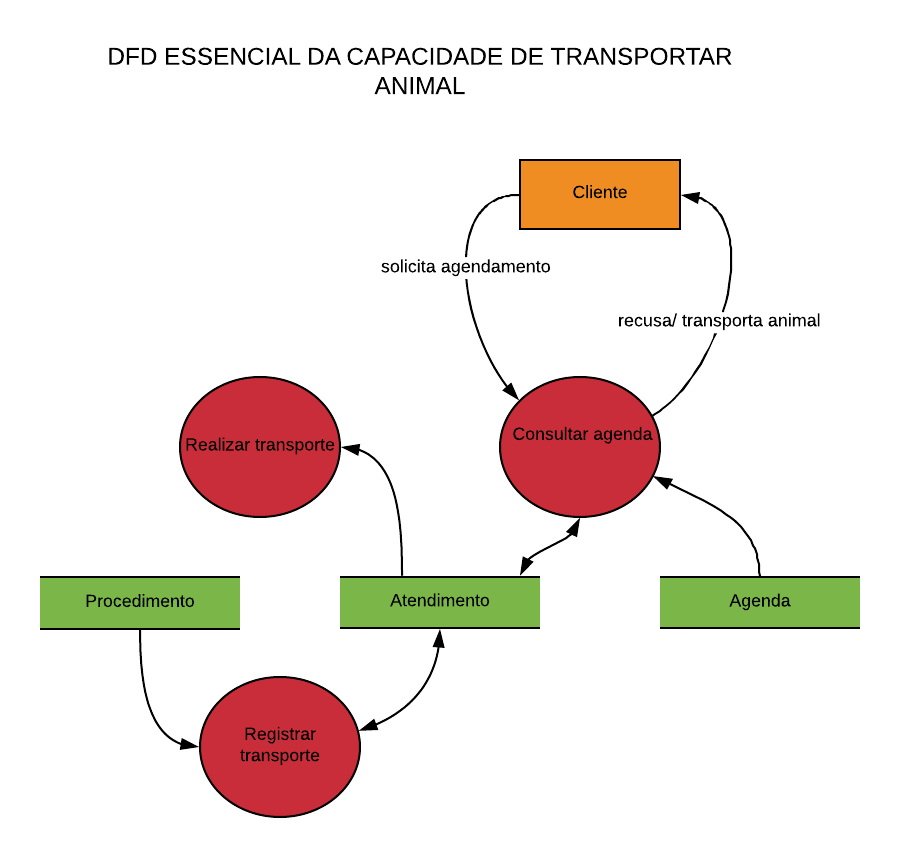 DFD ESSENCIAL DA CAPACIDADE DE TRANSPORTAR
ANIMAL
Cliente
solicita agendamento
recusa/ transporta animal
Consultar agenda
Realizar transporte
Procedimento
Atendimento
Agenda
Registrar
transporte